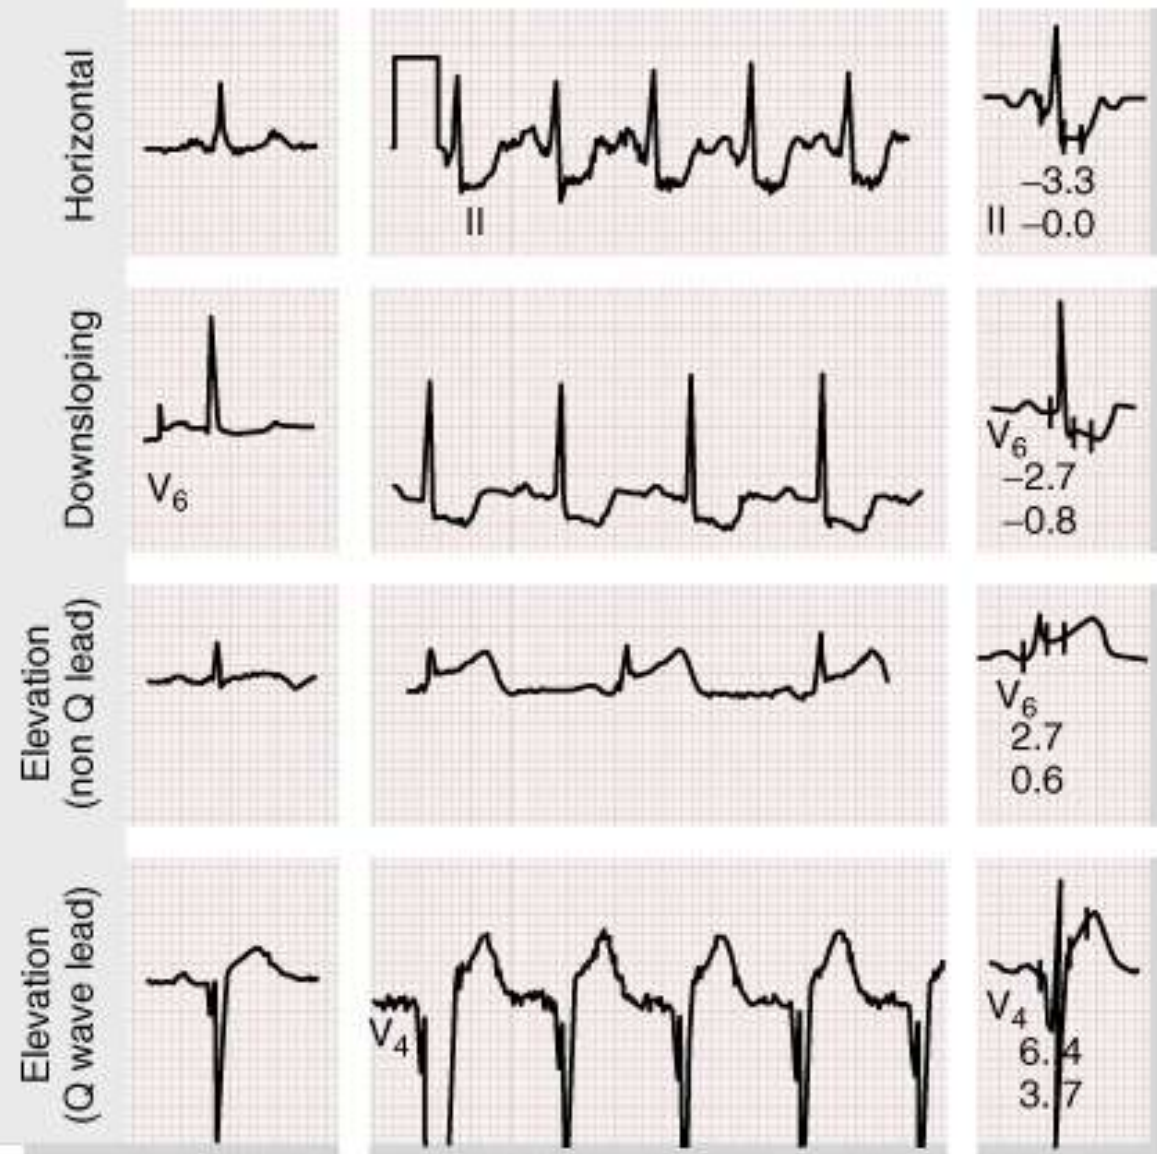 Horizontal
II
−3.3
II −0.0
Downsloping
V6
V6
−2.7
−0.8
Elevation
(non Q lead)
V6
2.7
0.6
Elevation
(Q wave lead)
V4
V4
6.4
3.7